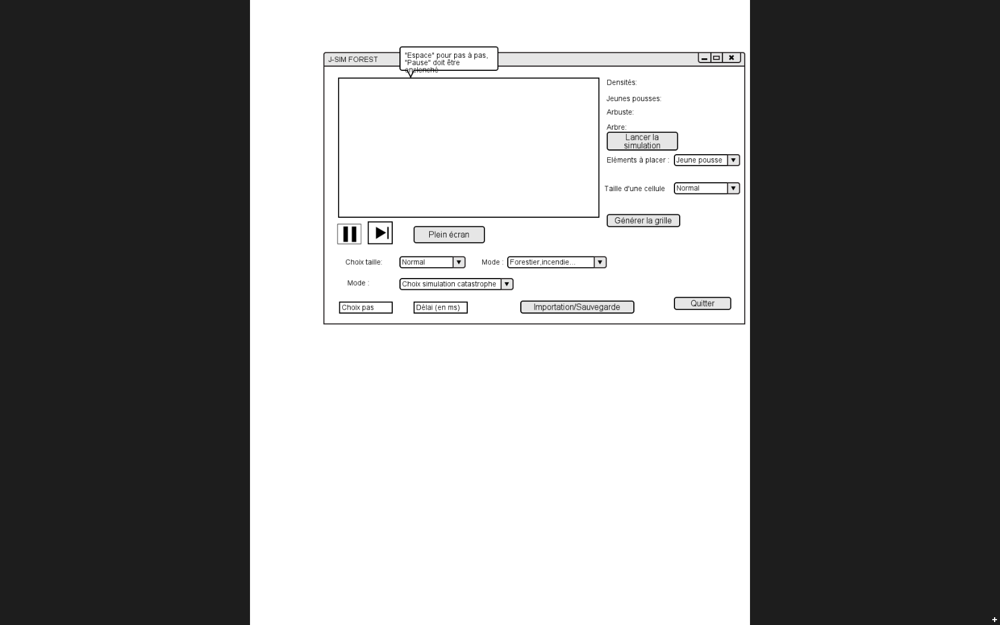 "Espace" pour pas à pas,
"Pause" doit être
enclenché
J-SIM FOREST
Densités:
Jeunes pousses:
Arbuste:
Arbre:
Lancer la
simulation
Eléments à placer : Jeune pousse
Taille d'une cellule Normal
Générer la grille
Plein écran
Choix taille: Normal Mode : Forestier,incendie...
Mode : Choix simulation catastrophe
Choix pas Délai (en ms) Importation/Sauvegarde Quitter